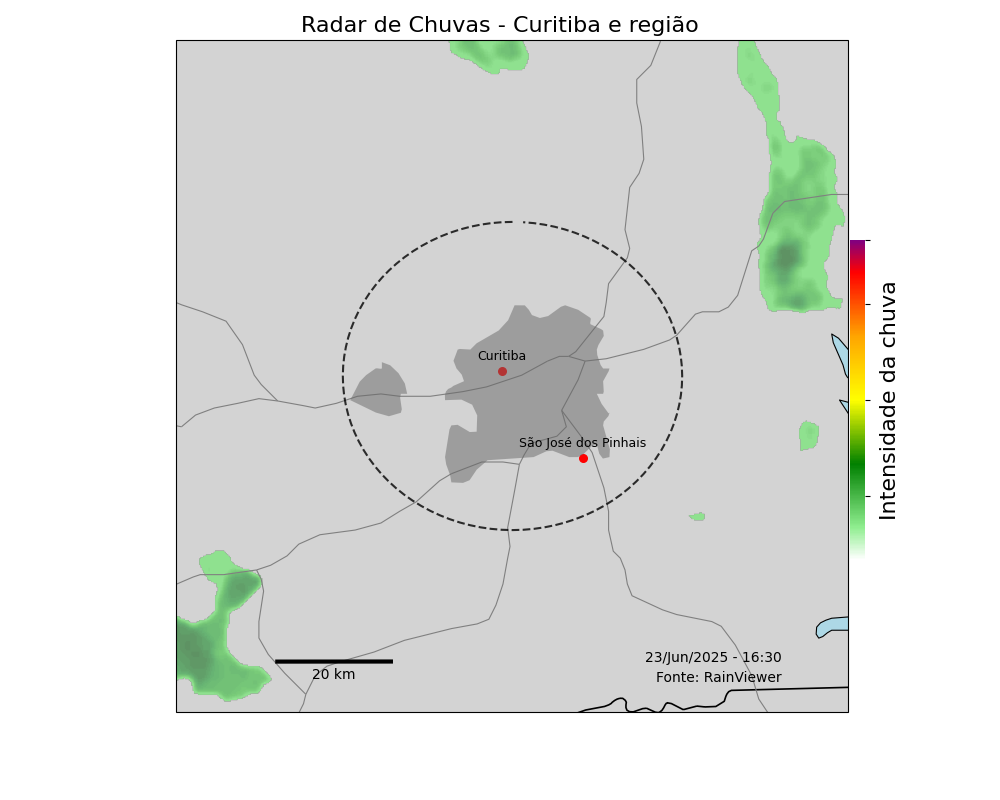 Radar de Chuvas - Curitiba e região
Curitiba
São José dos Pinhais
Intensidade da chuva
23/Jun/2025 - 16:30
Fonte: RainViewer
20 km